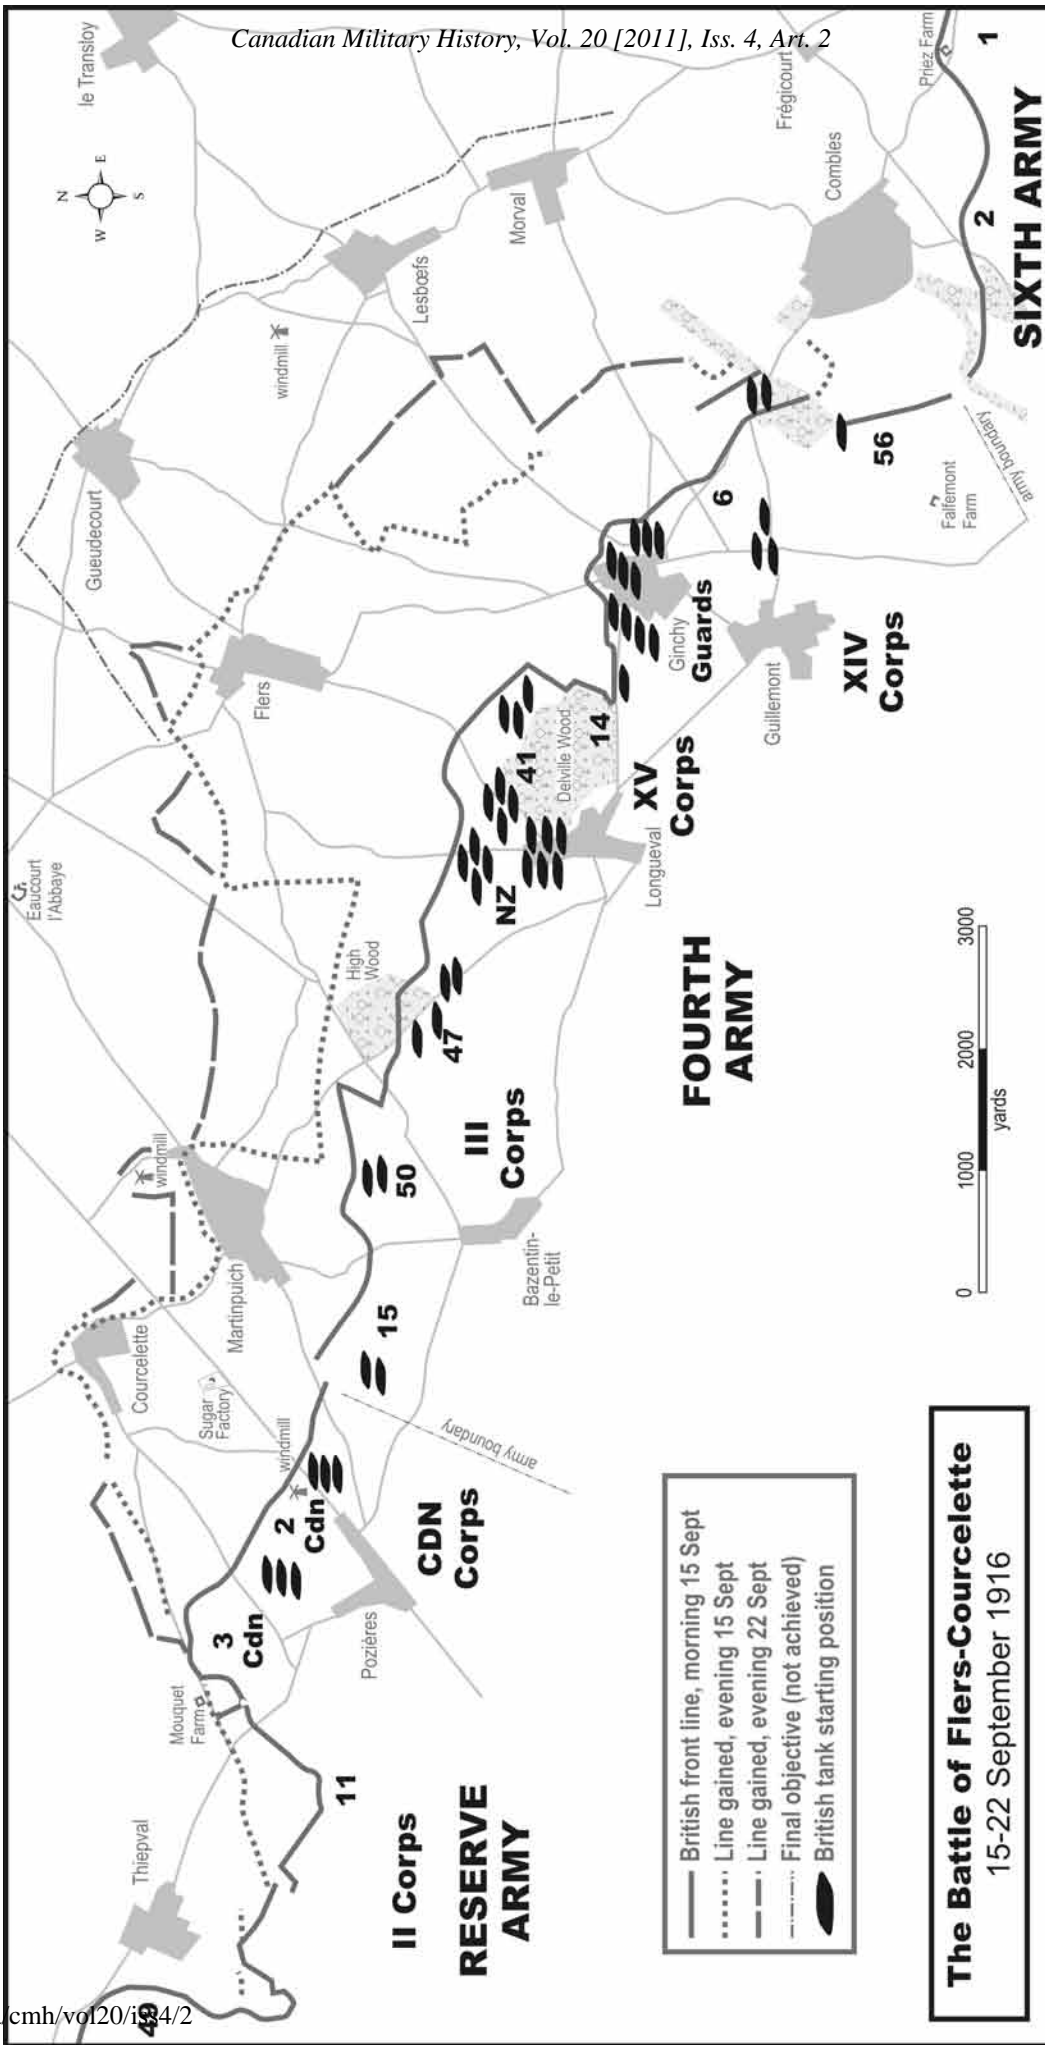 Canadian Military History, Vol. 20 [2011], Iss. 4, Art. 2
N
E
S
W
le Transloy
Priez Farm
1
Frégicourt
Combles
2
SIXTH ARMY
Morval
Lesbœfs
windmill
Gueudecourt
56
Falfemont
Farm
army boundary
6
Flers
Ginchy
Guards
Guillemont
XIV
Corps
Delville Wood
14
41
XV
Corps
Longueval
NZ
Eaucourt
l'Abbaye
High
Wood
47
FOURTH
ARMY
III
Corps
50
windmill
Martinpuich
Bazentin-
le-Petit
15
army boundary
Courcelette
Sugar
Factory
windmill
2
Cdn
CDN
Corps
3
Cdn
Pozières
Mouquet
Farm
11
II Corps
RESERVE
ARMY
Thiepval
49
0
1000
2000
3000
yards
British front line, morning 15 Sept
Line gained, evening 15 Sept
Line gained, evening 22 Sept
Final objective (not achieved)
British tank starting position
The Battle of Flers-Courcelette
15-22 September 1916
/cmh/vol20/iss4/2